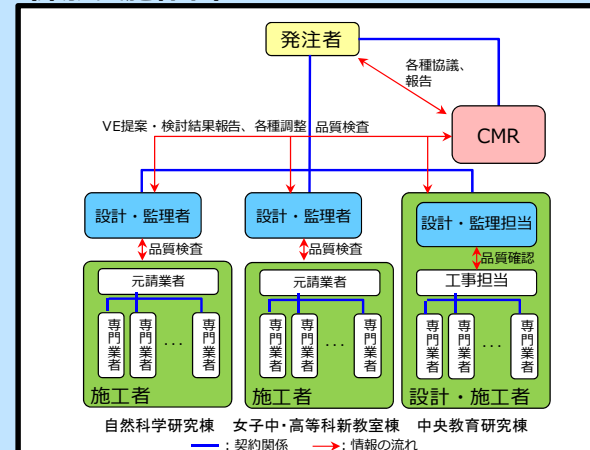 発注者
各種協議、
報告
CMR
VE提案・検討結果報告、各種調整 品質検査
設計・監理者
設計・監理者
設計・監理担当
品質検査
品質検査
品質確認
元請業者
元請業者
工事担当
専門業者
専門業者
...
専門業者
専門業者
専門業者
...
専門業者
専門業者
専門業者
...
専門業者
施工者
施工者
設計・施工者
自然科学研究棟
女子中・高等科新教室棟
中央教育研究棟
:契約関係
:情報の流れ